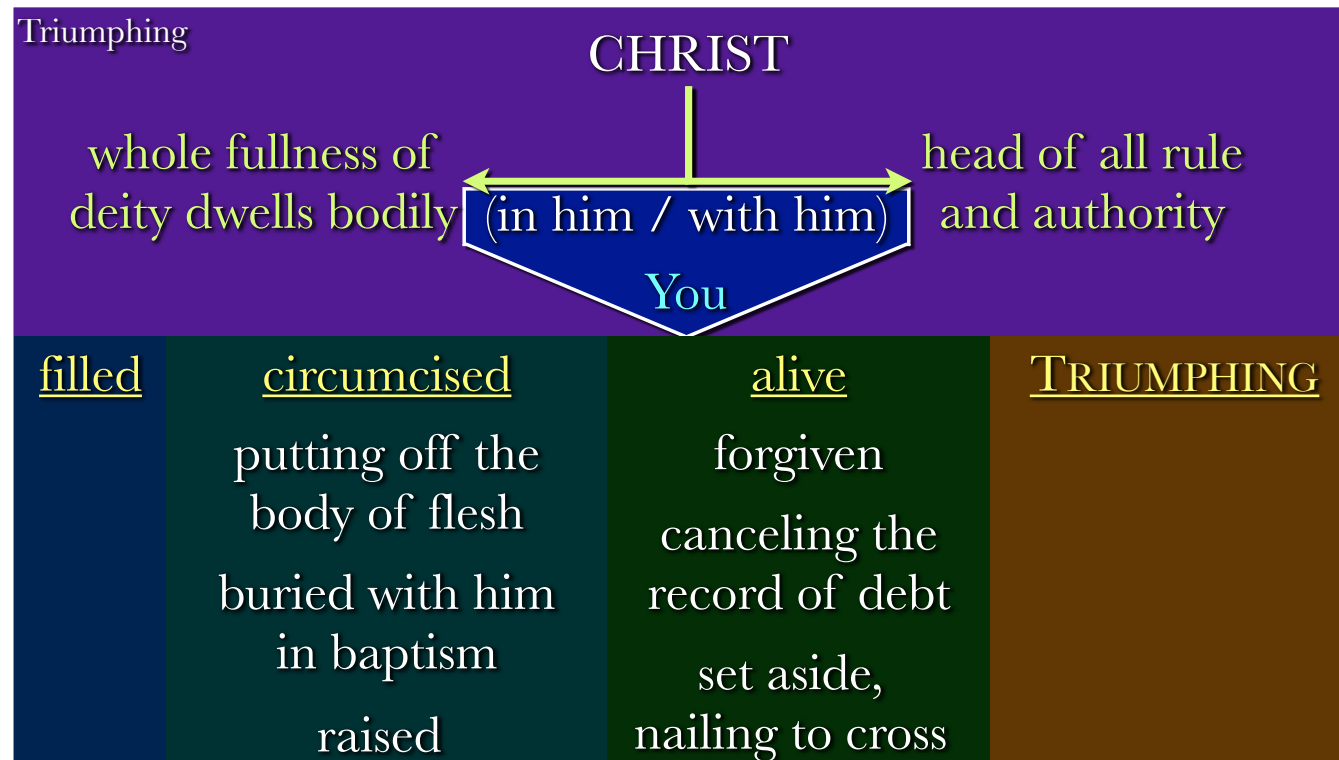 Triumphing
CHRIST
whole fullness of
deity dwells bodily
head of all rule
and authority
(in him / with him)
You
filled
circumcised
putting off the
body of flesh
buried with him
in baptism
raised
alive
forgiven
canceling the
record of debt
set aside,
nailing to cross
TRIUMPHING